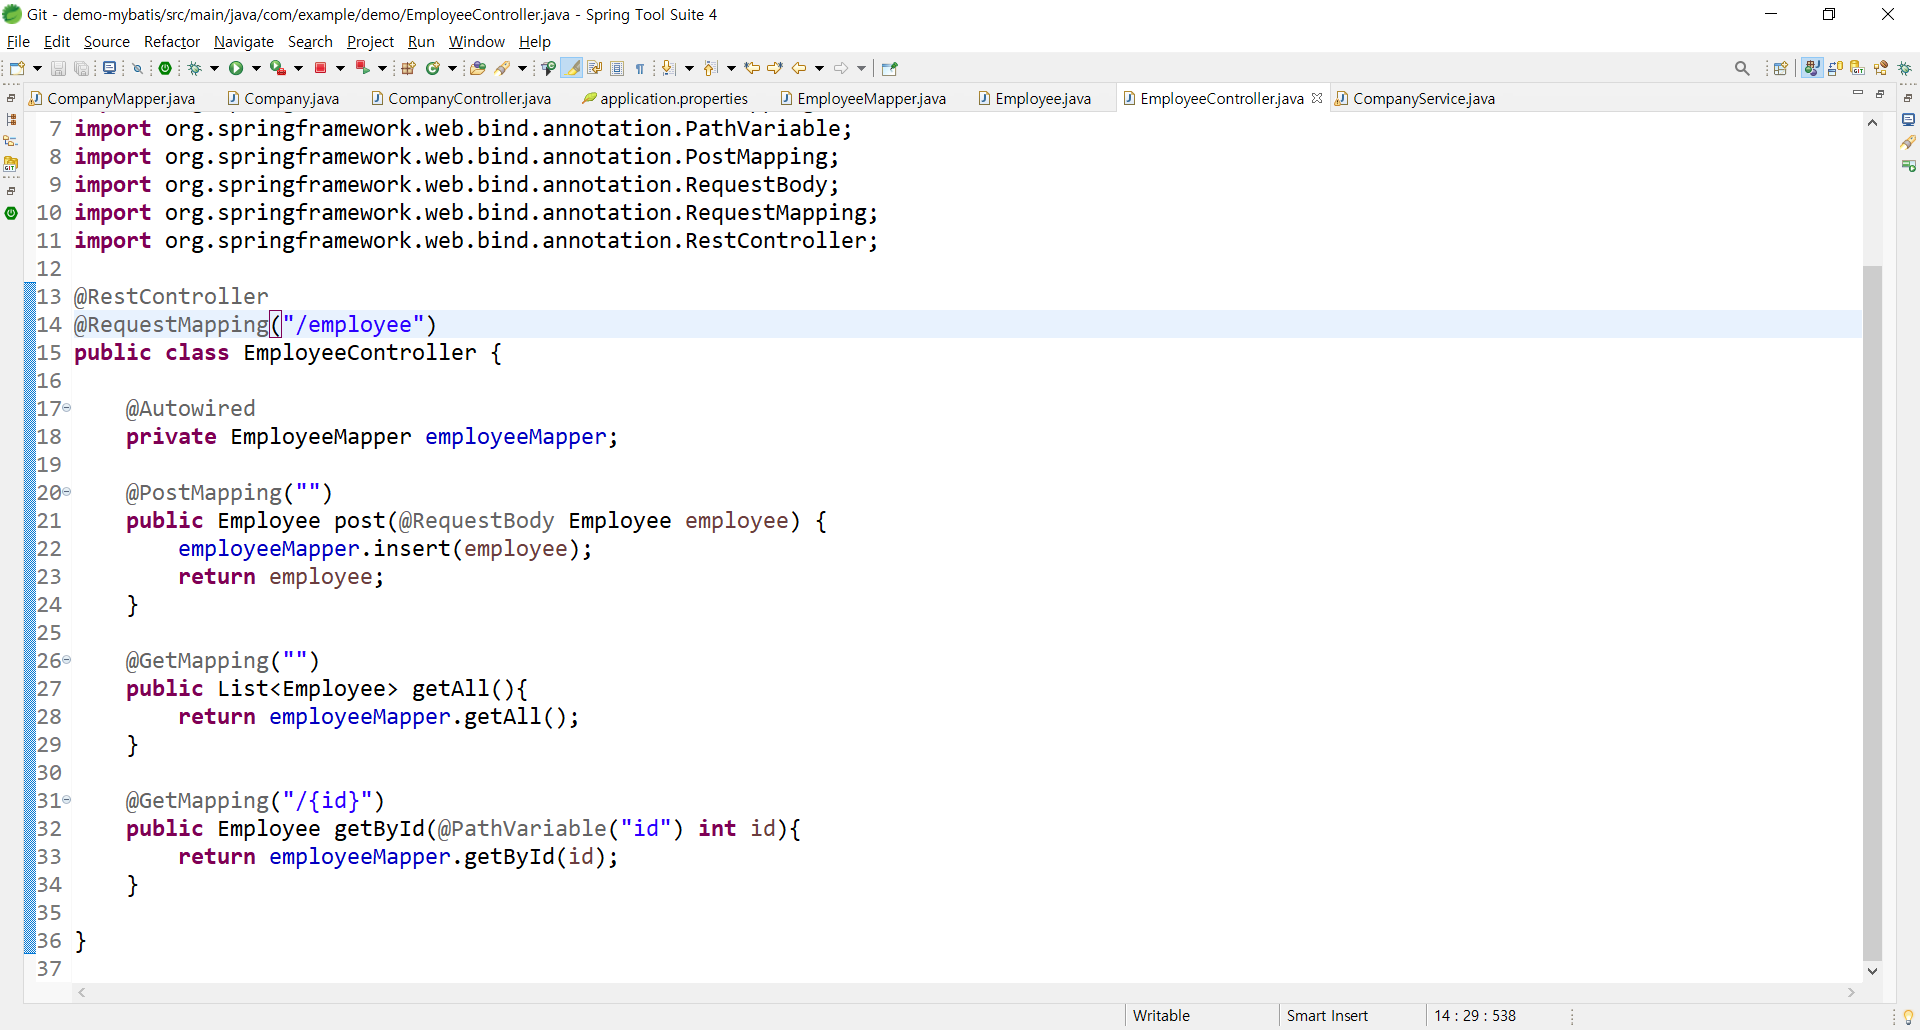 Git - demo-mybatis/src/main/java/com/example/demo/EmployeeController.java - Spring Tool Suite 4
File Edit Source Refactor Navigate Search Project Run Window Help
CompanyMapper.java Company.java CompanyController.java application.properties EmployeeMapper.java Employee.java EmployeeController.java CompanyService.java
7 import org.springframework.web.bind.annotation.PathVariable;
8 import org.springframework.web.bind.annotation.PostMapping;
9 import org.springframework.web.bind.annotation.RequestBody;
10 import org.springframework.web.bind.annotation.RequestMapping;
11 import org.springframework.web.bind.annotation.RestController;
12
13 @RestController
14 @RequestMapping("/employee")
15 public class EmployeeController {
16
17     @Autowired
18     private EmployeeMapper employeeMapper;
19
20     @PostMapping("")
21     public Employee post(@RequestBody Employee employee) {
22         employeeMapper.insert(employee);
23         return employee;
24     }
25
26     @GetMapping("")
27     public List<Employee> getAll(){
28         return employeeMapper.getAll();
29     }
30
31     @GetMapping("/{id}")
32     public Employee getById(@PathVariable("id") int id){
33         return employeeMapper.getById(id);
34     }
35
36 }
37
Writable Smart Insert 14 : 29 : 538